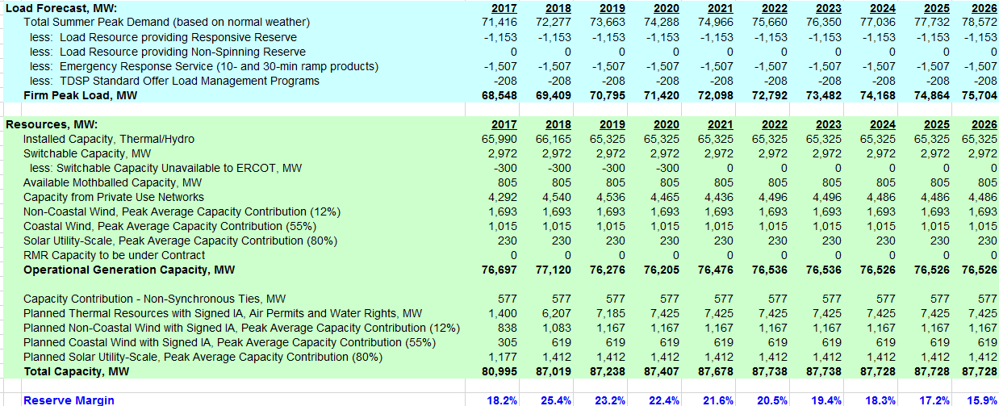 Load Forecast, MW: 2017 2018 2019 2020 2021 2022 2023 2024 2025 2026
Total Summer Peak Demand (based on normal weather) 71,416 72,277 73,663 74,288 74,966 75,660 76,350 77,036 77,732 78,572
less: Load Resource providing Responsive Reserve -1,153 -1,153 -1,153 -1,153 -1,153 -1,153 -1,153 -1,153 -1,153 -1,153
less: Load Resource providing Non-Spinning Reserve 0 0 0 0 0 0 0 0 0 0
less: Emergency Response Service (10- and 30-min ramp products) -1,507 -1,507 -1,507 -1,507 -1,507 -1,507 -1,507 -1,507 -1,507 -1,507
less: TDSP Standard Offer Load Management Programs -208 -208 -208 -208 -208 -208 -208 -208 -208 -208
Firm Peak Load, MW 68,548 69,409 70,795 71,420 72,098 72,792 73,482 74,168 74,864 75,704
Resources, MW: 2017 2018 2019 2020 2021 2022 2023 2024 2025 2026
Installed Capacity, Thermal/Hydro 65,990 66,165 65,325 65,325 65,325 65,325 65,325 65,325 65,325 65,325
Switchable Capacity, MW 2,972 2,972 2,972 2,972 2,972 2,972 2,972 2,972 2,972 2,972
less: Switchable Capacity Unavailable to ERCOT, MW -300 -300 -300 -300 0 0 0 0 0 0
Available Mothballed Capacity, MW 805 805 805 805 805 805 805 805 805 805
Capacity from Private Use Networks 4,292 4,540 4,536 4,465 4,436 4,496 4,496 4,486 4,486 4,486
Non-Coastal Wind, Peak Average Capacity Contribution (12%) 1,693 1,693 1,693 1,693 1,693 1,693 1,693 1,693 1,693 1,693
Coastal Wind, Peak Average Capacity Contribution (55%) 1,015 1,015 1,015 1,015 1,015 1,015 1,015 1,015 1,015 1,015
Solar Utility-Scale, Peak Average Capacity Contribution (80%) 230 230 230 230 230 230 230 230 230 230
RMR Capacity to be under Contract 0 0 0 0 0 0 0 0 0 0
Operational Generation Capacity, MW 76,697 77,120 76,276 76,205 76,476 76,536 76,536 76,526 76,526 76,526
Capacity Contribution - Non-Synchronous Ties, MW 577 577 577 577 577 577 577 577 577 577
Planned Thermal Resources with Signed IA, Air Permits and Water Rights, MW 1,400 6,207 7,185 7,425 7,425 7,425 7,425 7,425 7,425 7,425
Planned Non-Coastal Wind with Signed IA, Peak Average Capacity Contribution (12%) 838 1,083 1,167 1,167 1,167 1,167 1,167 1,167 1,167 1,167
Planned Coastal Wind with Signed IA, Peak Average Capacity Contribution (55%) 305 619 619 619 619 619 619 619 619 619
Planned Solar Utility-Scale, Peak Average Capacity Contribution (80%) 1,177 1,412 1,412 1,412 1,412 1,412 1,412 1,412 1,412 1,412
Total Capacity, MW 80,995 87,019 87,238 87,407 87,678 87,738 87,738 87,728 87,728 87,728
Reserve Margin 18.2% 25.4% 23.2% 22.4% 21.6% 20.5% 19.4% 18.3% 17.2% 15.9%